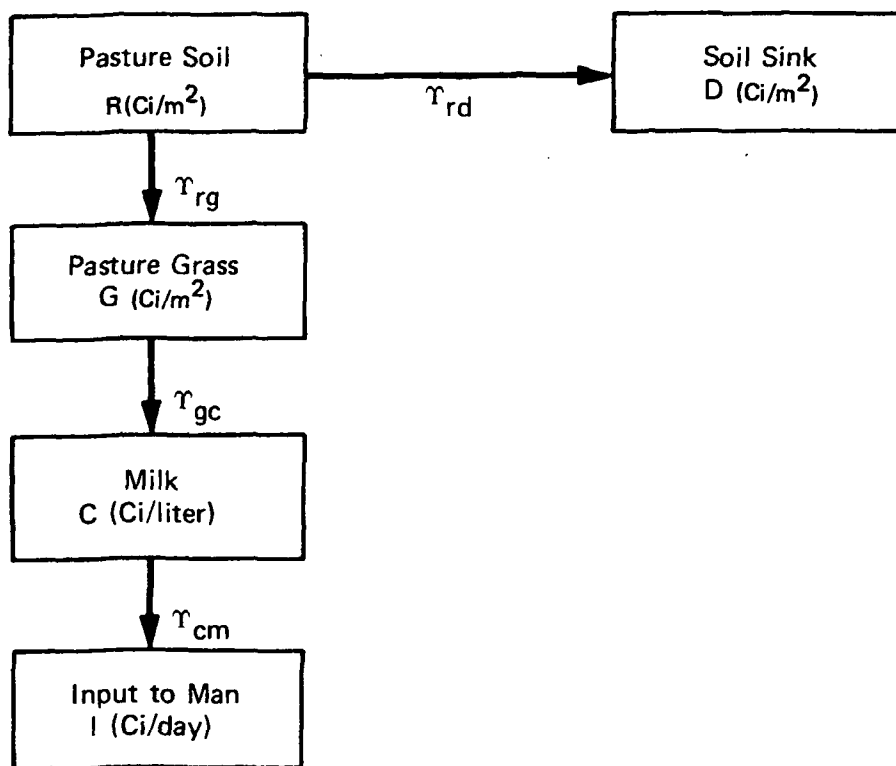 Pasture Soil
R(Ci/m²)
Soil Sink
D (Ci/m²)
ϒrd
ϒrg
Pasture Grass
G (Ci/m²)
ϒgc
Milk
C (Ci/liter)
ϒcm
Input to Man
I (Ci/day)